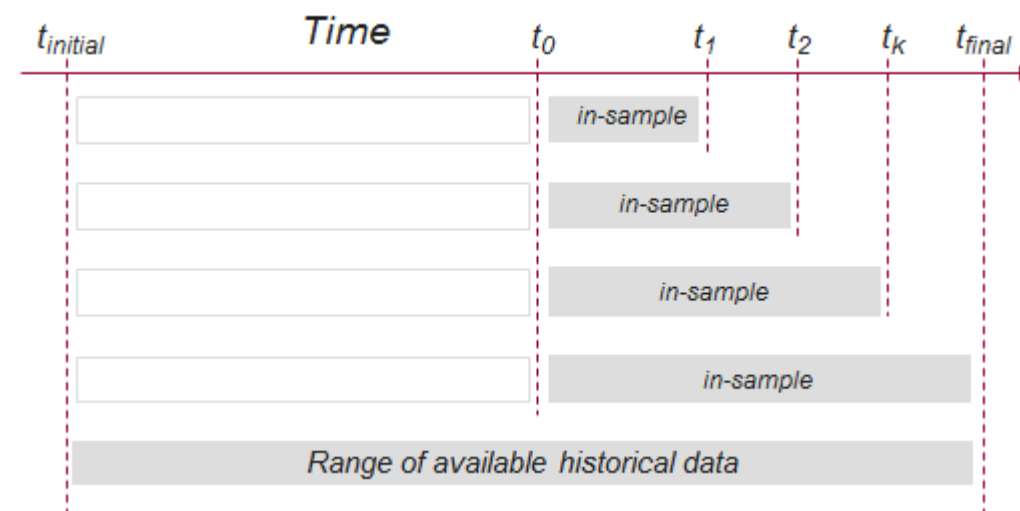 t_initial Time t_0 t_1 t_2 t_k t_final
in-sample
in-sample
in-sample
in-sample
Range of available historical data